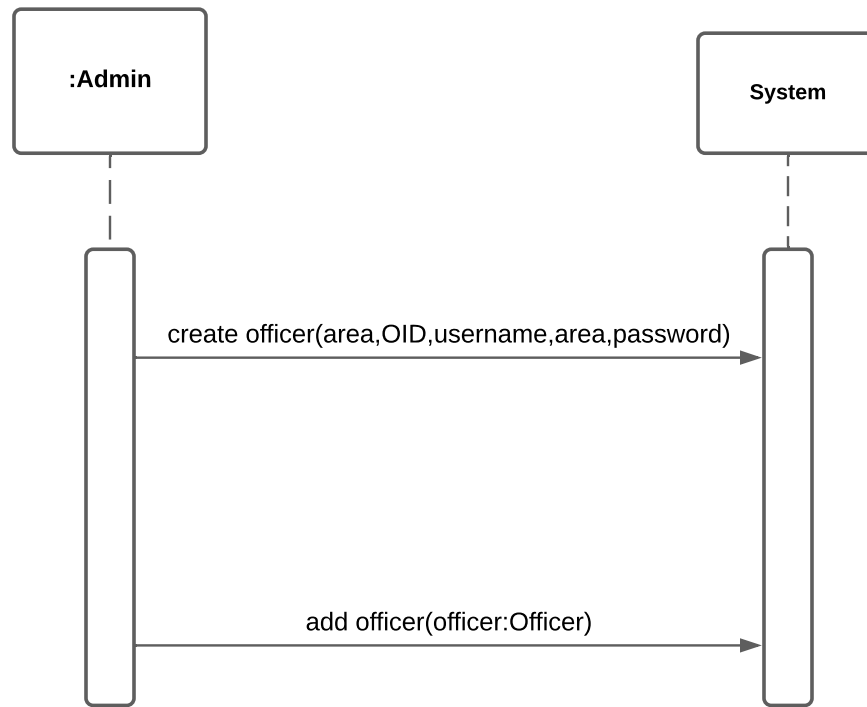 :Admin
System
create officer(area,OID,username,area,password)
add officer(officer:Officer)